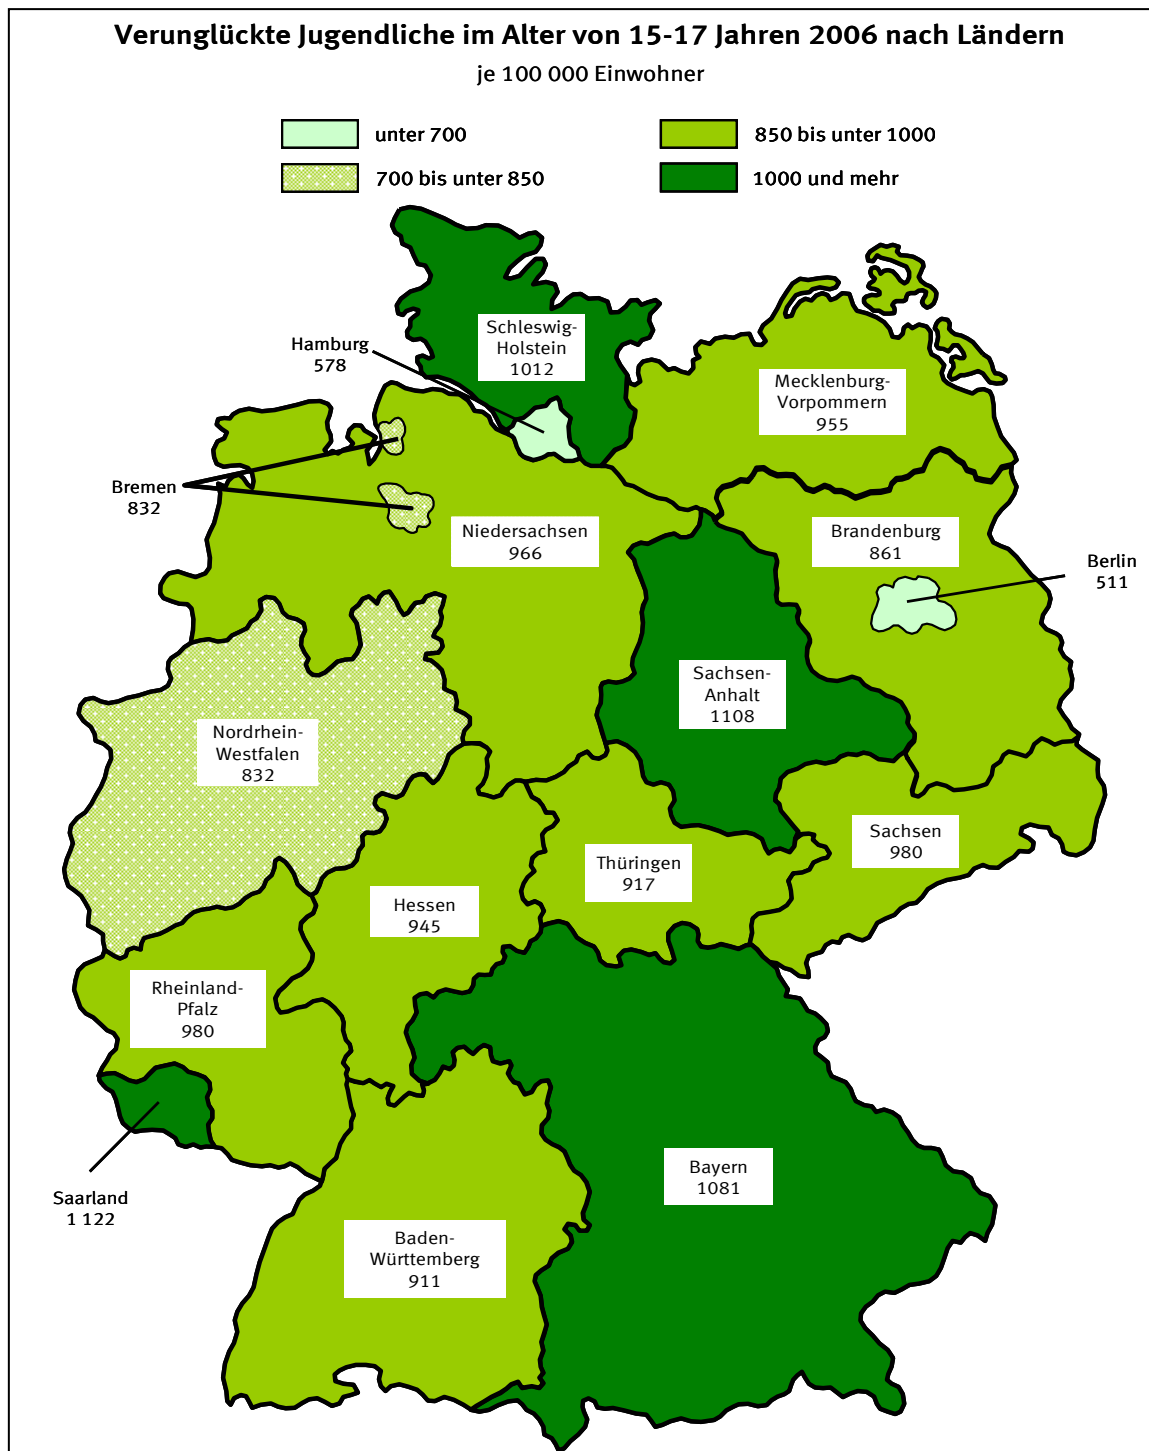 Verunglückte Jugendliche im Alter von 15-17 Jahren 2006 nach Ländern
je 100 000 Einwohner
unter 700
850 bis unter 1000
700 bis unter 850
1000 und mehr
Schleswig-
Holstein
1012
Hamburg
578
Mecklenburg-
Vorpommern
955
Bremen
832
Niedersachsen
966
Brandenburg
861
Berlin
511
Sachsen-
Anhalt
1108
Nordrhein-
Westfalen
832
Sachsen
980
Thüringen
917
Hessen
945
Rheinland-
Pfalz
980
Saarland
1 122
Bayern
1081
Baden-
Württemberg
911